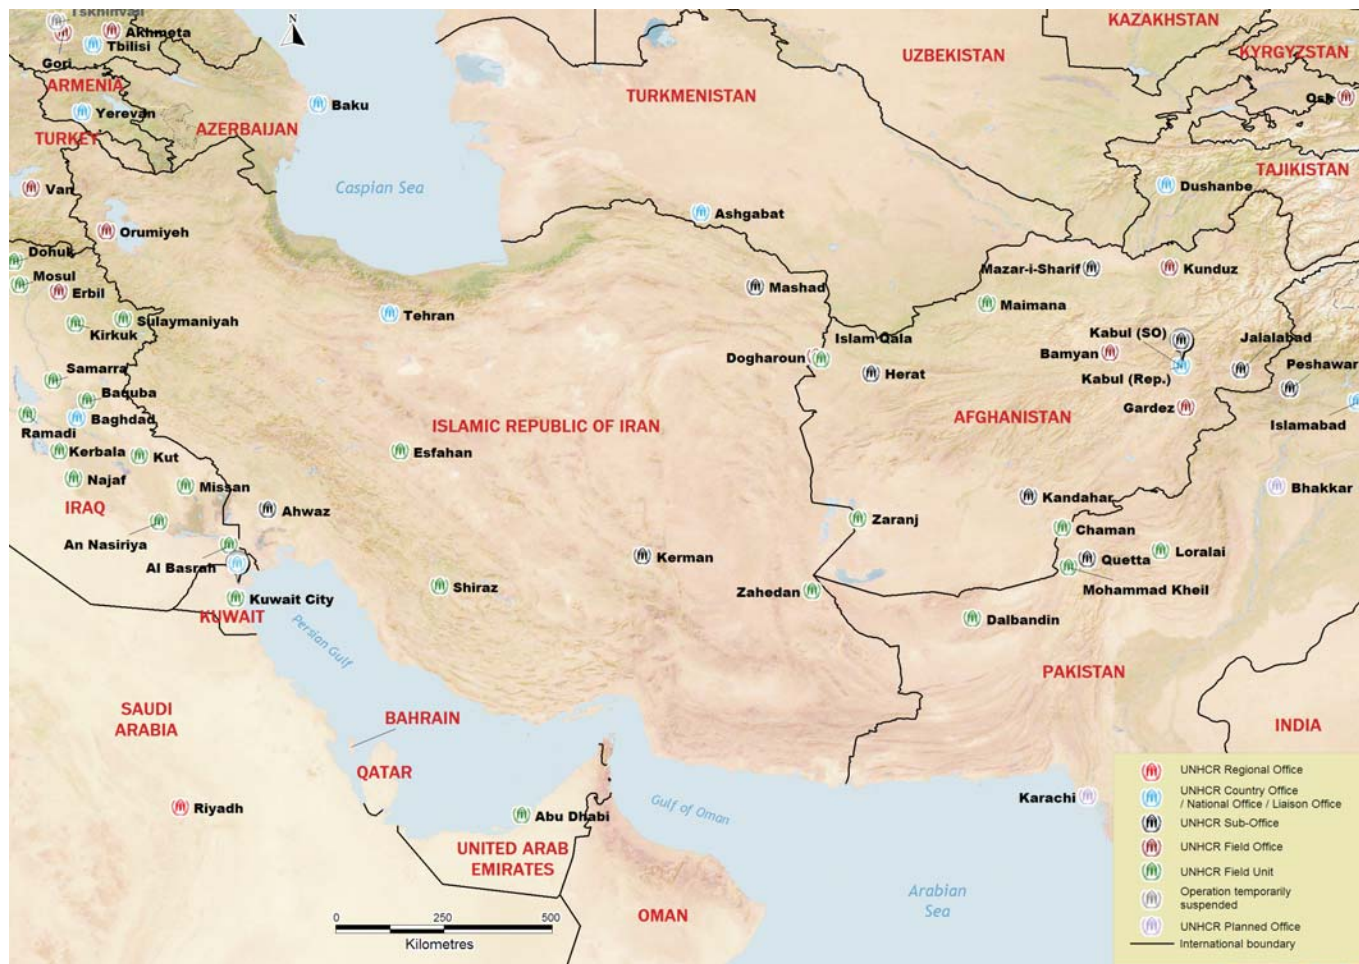 Tskhinvali
Akhmeta
Tbilisi
Gori
N
KAZAKHSTAN
UZBEKISTAN
KYRGYZSTAN
ARMENIA
TURKMENISTAN
Osh
Yerevan
Baku
AZERBAIJAN
TURKEY
TAJIKISTAN
Van
Caspian Sea
Dushanbe
Ashgabat
Orumiyeh
Dohuk
Mosul
Erbil
Mazar-i-Sharif
Kunduz
Mashad
Maimana
Tehran
Sulaymaniyah
Kirkuk
Islam Qala
Kabul (SO)
Jalalabad
Dogharoun
Bamyan
Peshawar
Samarra
Herat
Kabul (Rep.)
Baquba
Gardez
Baghdad
AFGHANISTAN
Islamabad
Ramadi
ISLAMIC REPUBLIC OF IRAN
Kerbala
Kut
Esfahan
Najaf
Missan
Bhakkar
IRAQ
Ahwaz
Kandahar
Zaranj
Chaman
An Nasiriya
Loralai
Al Basrah
Kerman
Quetta
Shiraz
Zahedan
Mohammad Kheil
Kuwait City
KUWAIT
Dalbandin
Persian Gulf
PAKISTAN
SAUDI
ARABIA
BAHRAIN
INDIA
QATAR
Riyadh
Abu Dhabi
Gulf of Oman
Karachi
UNITED ARAB
EMIRATES
Arabian
Sea
OMAN
0 250 500
Kilometres
UNHCR Regional Office
UNHCR Country Office
/ National Office / Liaison Office
UNHCR Sub-Office
UNHCR Field Office
UNHCR Field Unit
Operation temporarily
suspended
UNHCR Planned Office
International boundary